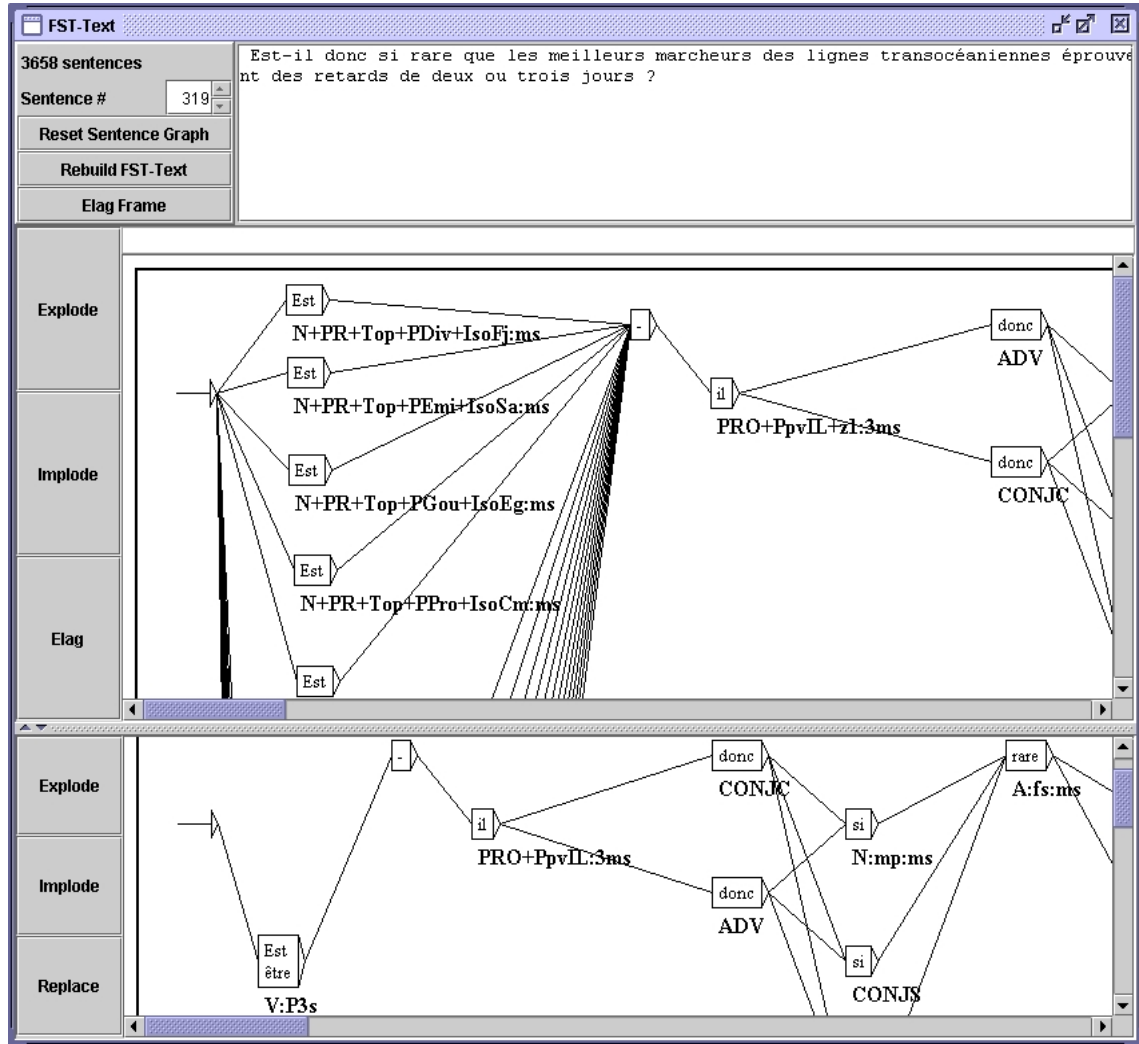 FST-Text
3658 sentences
Sentence # 319
Reset Sentence Graph
Rebuild FST-Text
Elag Frame
Est-il donc si rare que les meilleurs marcheurs des lignes transocéaniennes éprouve
nt des retards de deux ou trois jours ?
Explode
Implode
Elag
Est
N+PR+Top+PDiv+IsoFj:ms
Est
N+PR+Top+PEmi+IsoSa:ms
Est
N+PR+Top+PGou+IsoEg:ms
Est
N+PR+Top+PPro+IsoCm:ms
Est
-
il
PRO+PpvIL+z1:3ms
donc
ADV
donc
CONJC
Explode
Implode
Replace
Est
être
V:P3s
-
il
PRO+PpvIL:3ms
donc
CONJC
donc
ADV
si
N:mp:ms
si
CONJS
rare
A:fs:ms